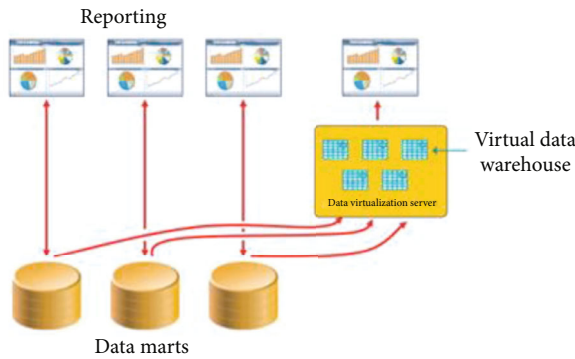 Reporting
Virtual data
warehouse
Data virtualization server
Data marts